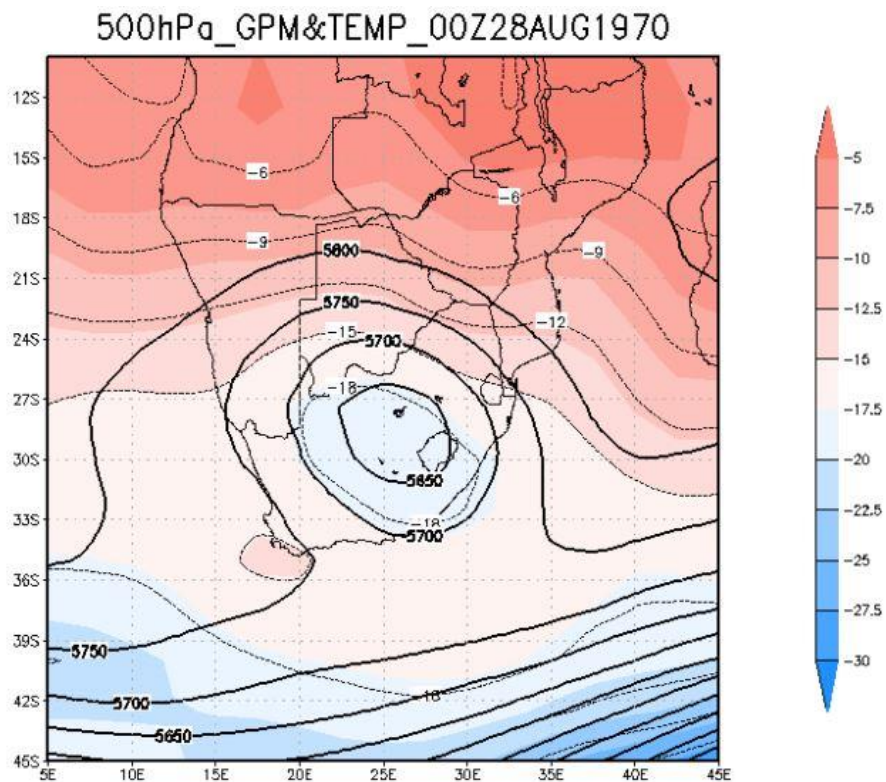 500hPa_GPM&TEMP_00Z28AUG1970
12S
15S
18S
21S
24S
27S
30S
33S
36S
39S
42S
45S
5E 10E 15E 20E 25E 30E 35E 40E 45E
-6
-6
-9
-9
5800
5750
-12
-15
5700
-18
5650
-18
5700
5750
5700
-18
5650
-5
-7.5
-10
-12.5
-15
-17.5
-20
-22.5
-25
-27.5
-30